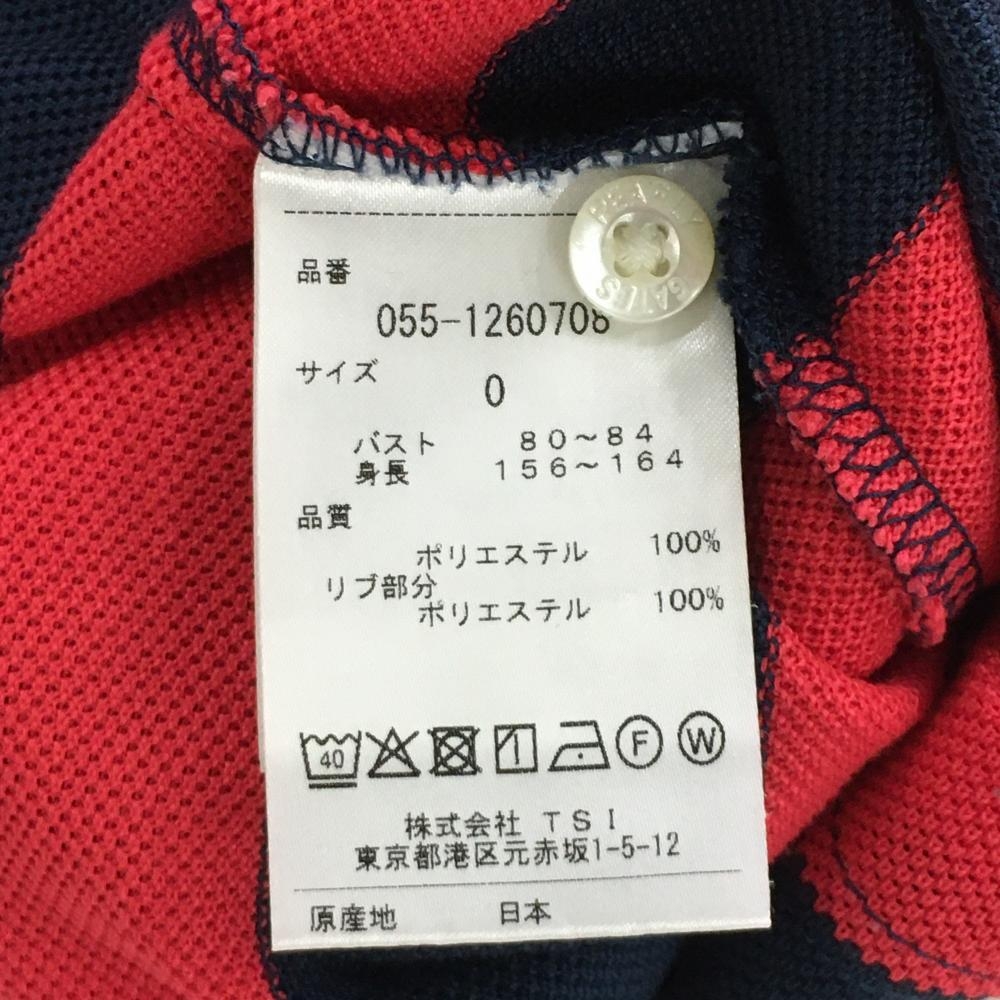 PEARLY
GATES
品番
055-1260708
サイズ
0
バスト 80～84
身長 156～164
品質
ポリエステル 100%
リブ部分
ポリエステル 100%
40
F
W
株式会社 TSI
東京都港区元赤坂1-5-12
原産地 日本